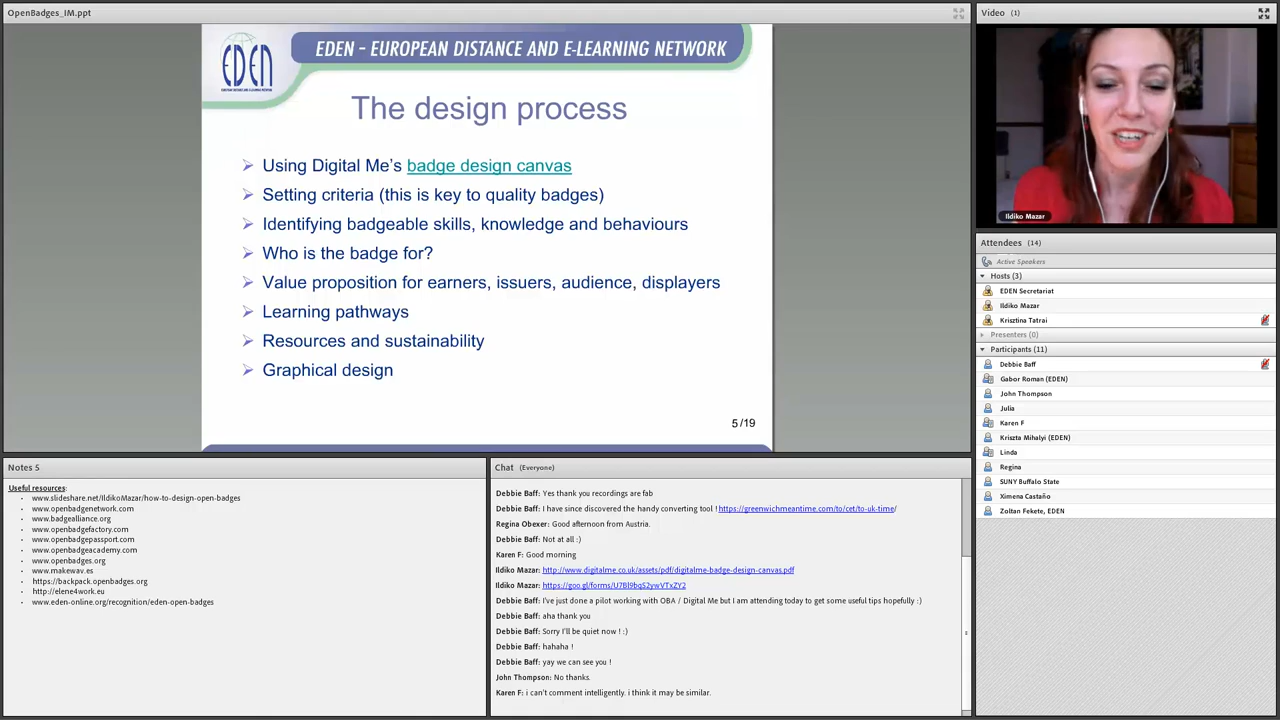 OpenBadges_IM.ppt
EDEN - EUROPEAN DISTANCE AND E-LEARNING NETWORK
EDEN
The design process
Using Digital Me's badge design canvas
Setting criteria (this is key to quality badges)
Identifying badgeable skills, knowledge and behaviours
Who is the badge for?
Value proposition for earners, issuers, audience, displayers
Learning pathways
Resources and sustainability
Graphical design
5/19
Video (1)
Ildiko Mazar
Attendees (14)
Active Speakers
Hosts (3)
EDEN Secretariat
Ildiko Mazar
Krisztina Tatrai
Presenters (0)
Participants (11)
Debbie Baff
Gabor Roman (EDEN)
John Thompson
Julia
Karen F
Kriszta Mihalyi (EDEN)
Linda
Regina
SUNY Buffalo State
Ximena Castaño
Zoltan Fekete, EDEN
Notes 5
Useful resources:
www.slideshare.net/IldikoMazar/how-to-design-open-badges
www.openbadgenetwork.com
www.badgealliance.org
www.openbadgefactory.com
www.openbadgepassport.com
www.openbadgeacademy.com
www.openbadges.org
www.makewav.es
https://backpack.openbadges.org
http://elene4work.eu
www.eden-online.org/recognition/eden-open-badges
Chat (Everyone)
Debbie Baff: Yes thank you recordings are fab
Debbie Baff: I have since discovered the handy converting tool ! https://greenwichmeantime.com/to/cet/to-uk-time/
Regina Obexer: Good afternoon from Austria.
Debbie Baff: Not at all :)
Karen F: Good morning
Ildiko Mazar: http://www.digitalme.co.uk/assets/pdf/digitalme-badge-design-canvas.pdf
Ildiko Mazar: https://goo.gl/forms/U7Bl9bqS2ywVTxZY2
Debbie Baff: I've just done a pilot working with OBA / Digital Me but I am attending today to get some useful tips hopefully :)
Debbie Baff: aha thank you
Debbie Baff: Sorry I'll be quiet now ! :)
Debbie Baff: hahaha !
Debbie Baff: yay we can see you !
John Thompson: No thanks.
Karen F: i can't comment intelligently. i think it may be similar.